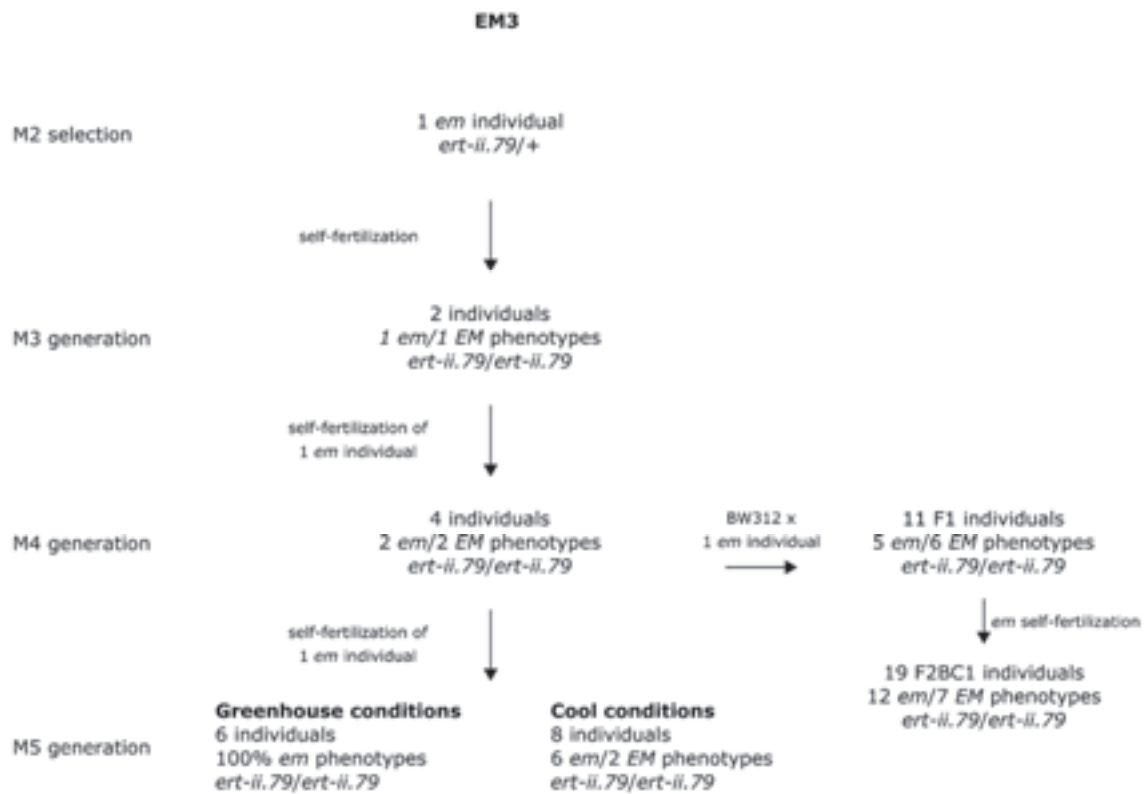 EM3
M2 selection
1 em individual
ert-ii.79/+
self-fertilization
M3 generation
2 individuals
1 em/1 EM phenotypes
ert-ii.79/ert-ii.79
self-fertilization of
1 em individual
M4 generation
4 individuals
2 em/2 EM phenotypes
ert-ii.79/ert-ii.79
BW312 x
1 em individual
11 F1 individuals
5 em/6 EM phenotypes
ert-ii.79/ert-ii.79
em self-fertilization
19 F2BC1 individuals
12 em/7 EM phenotypes
ert-ii.79/ert-ii.79
self-fertilization of
1 em individual
M5 generation
Greenhouse conditions
6 individuals
100% em phenotypes
ert-ii.79/ert-ii.79
Cool conditions
8 individuals
6 em/2 EM phenotypes
ert-ii.79/ert-ii.79